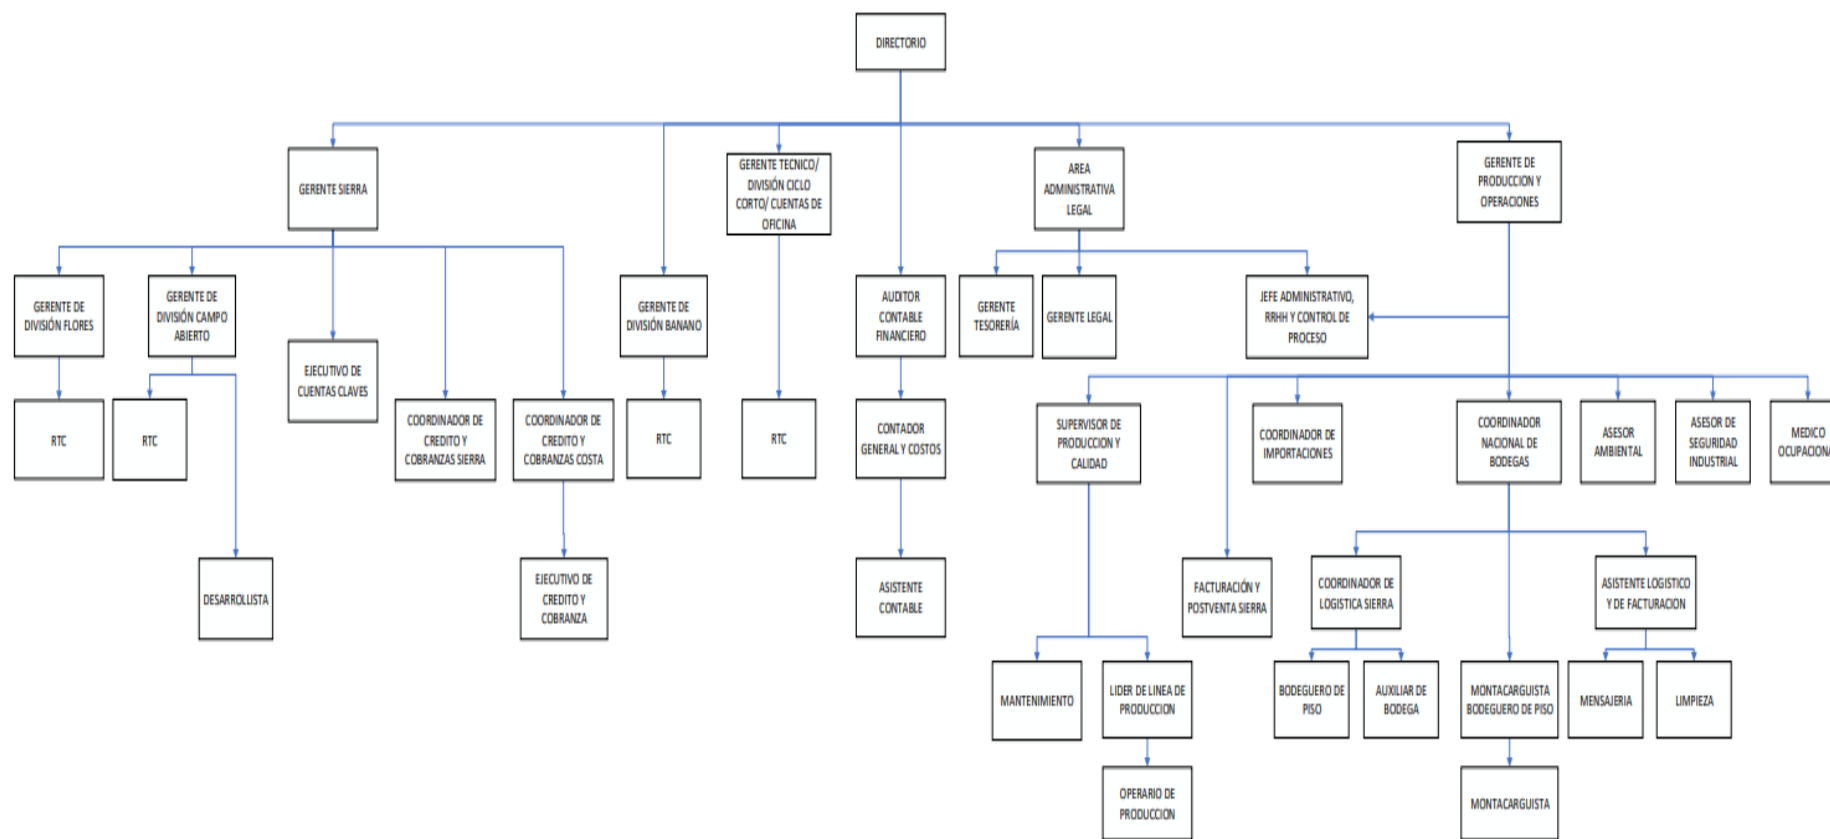 DIRECTORIO
GERENTE SIERRA
GERENTE TECNICO/
DIVISIÓN CICLO
CORTO/ CUENTAS DE
OFICINA
AREA
ADMINISTRATIVA
LEGAL
GERENTE DE
PRODUCCION Y
OPERACIONES
GERENTE DE
DIVISIÓN FLORES
GERENTE DE
DIVISIÓN CAMPO
ABIERTO
EJECUTIVO DE
CUENTAS CLAVES
GERENTE DE
DIVISIÓN BANANO
AUDITOR
CONTABLE
FINANCIERO
GERENTE
TESORERÍA
GERENTE LEGAL
JEFE ADMINISTRATIVO,
RRHH Y CONTROL DE
PROCESO
RTC
RTC
COORDINADOR DE
CREDITO Y
COBRANZAS SIERRA
COORDINADOR DE
CREDITO Y
COBRANZAS COSTA
RTC
RTC
CONTADOR
GENERAL Y COSTOS
SUPERVISOR DE
PRODUCCION Y
CALIDAD
COORDINADOR DE
IMPORTACIONES
COORDINADOR
NACIONAL DE
BODEGAS
ASESOR
AMBIENTAL
ASESOR DE
SEGURIDAD
INDUSTRIAL
MEDICO
OCUPACIONA
DESARROLLISTA
EJECUTIVO DE
CREDITO Y
COBRANZA
ASISTENTE
CONTABLE
FACTURACIÓN Y
POSTVENTA SIERRA
COORDINADOR DE
LOGISTICA SIERRA
ASISTENTE LOGISTICO
Y DE FACTURACION
MANTENIMIENTO
LIDER DE LINEA DE
PRODUCCION
BODEGUERO DE
PISO
AUXILIAR DE
BODEGA
MONTACARGUISTA
BODEGUERO DE PISO
MENSAJERIA
LIMPIEZA
OPERARIO DE
PRODUCCION
MONTACARGUISTA